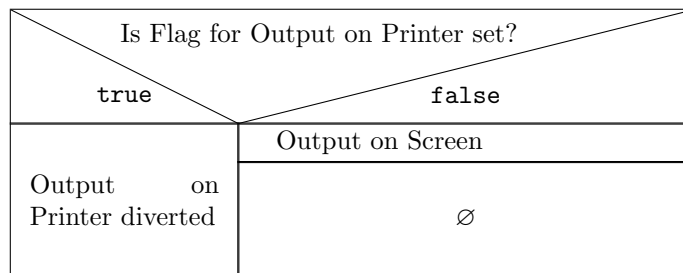 Is Flag for Output on Printer set?
true
false
Output on Screen
Output on
Printer diverted
∅